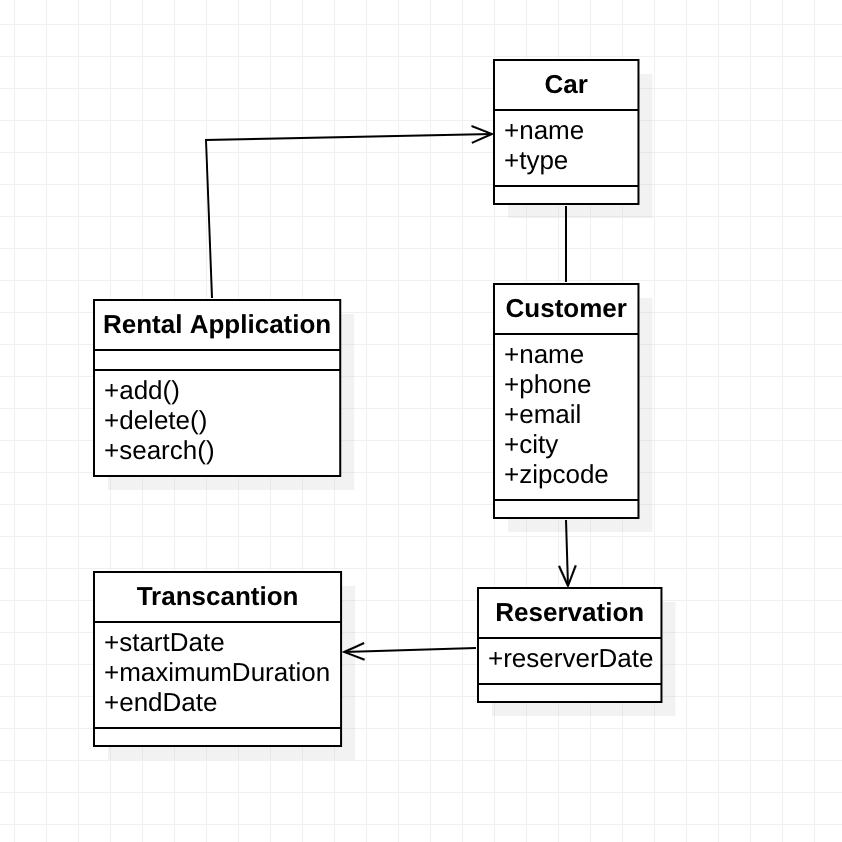 Car
+name
+type
Rental Application
+add()
+delete()
+search()
Customer
+name
+phone
+email
+city
+zipcode
Transcantion
+startDate
+maximumDuration
+endDate
Reservation
+reserverDate